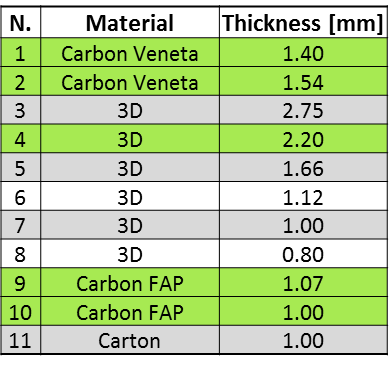 N. Material Thickness [mm]
1 Carbon Veneta 1.40
2 Carbon Veneta 1.54
3 3D 2.75
4 3D 2.20
5 3D 1.66
6 3D 1.12
7 3D 1.00
8 3D 0.80
9 Carbon FAP 1.07
10 Carbon FAP 1.00
11 Carton 1.00